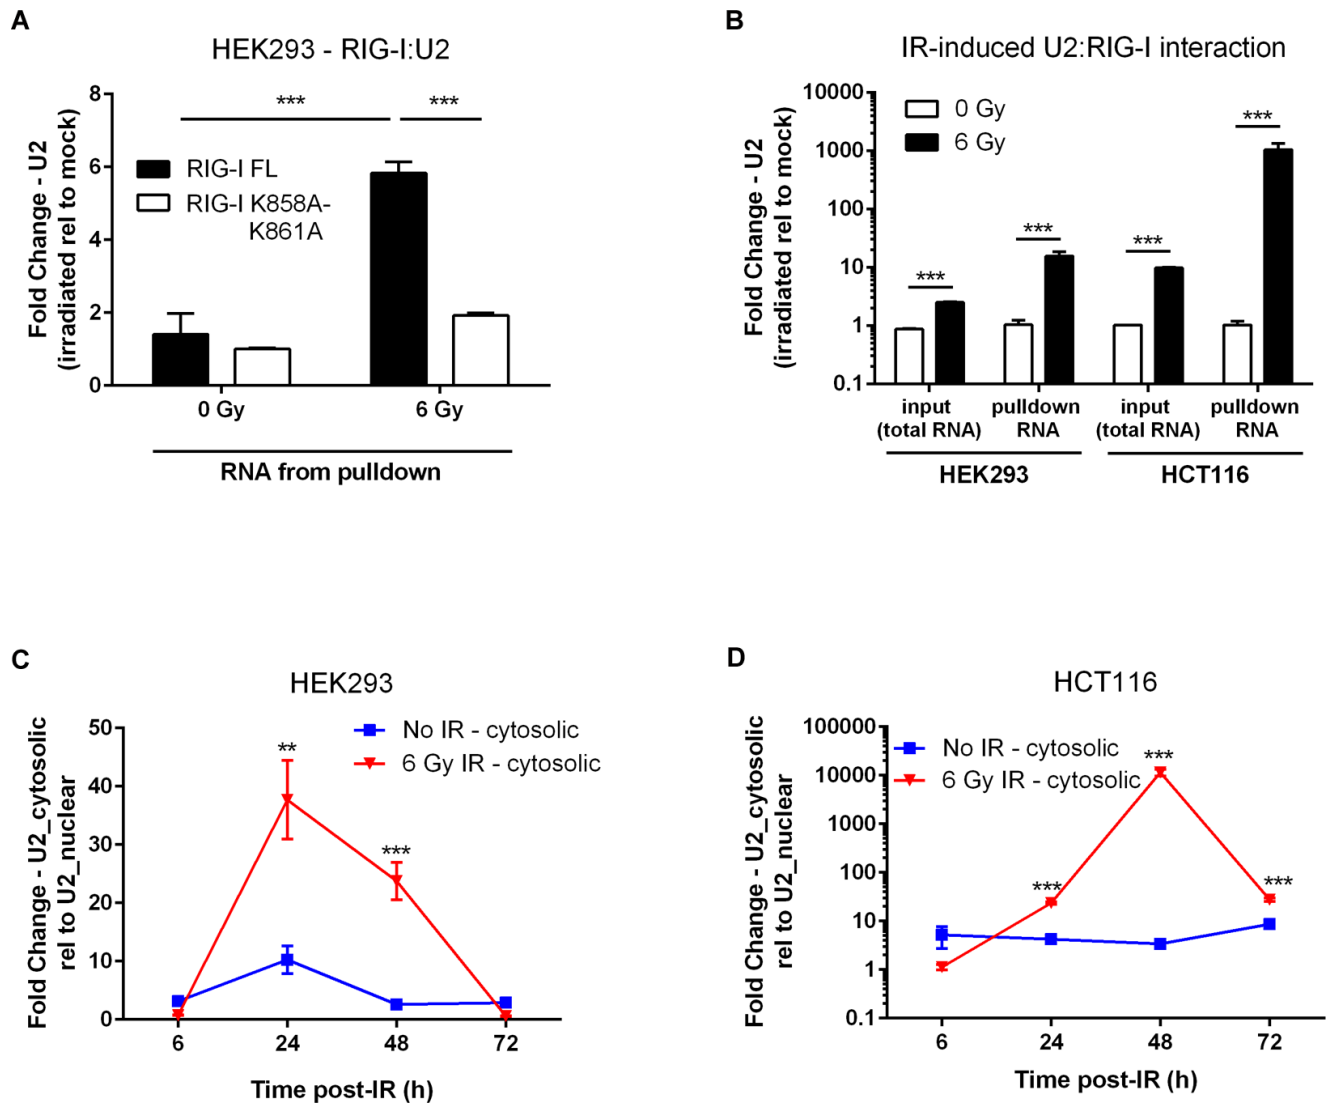 A
HEK293 - RIG-I:U2
Fold Change - U2
(irradiated rel to mock)
8
6
4
2
0
***
***
RIG-I FL
RIG-I K858A-
K861A
0 Gy
6 Gy
RNA from pulldown
B
IR-induced U2:RIG-I interaction
Fold Change - U2
(irradiated rel to mock)
10000
1000
100
10
1
0.1
0 Gy
6 Gy
***
***
***
***
input
(total RNA)
pulldown
RNA
input
(total RNA)
pulldown
RNA
HEK293
HCT116
C
HEK293
Fold Change - U2_cytosolic
rel to U2_nuclear
50
40
30
20
10
0
No IR - cytosolic
6 Gy IR - cytosolic
**
***
6
24
48
72
Time post-IR (h)
D
HCT116
Fold Change - U2_cytosolic
rel to U2_nuclear
100000
10000
1000
100
10
1
0.1
No IR - cytosolic
6 Gy IR - cytosolic
***
***
***
6
24
48
72
Time post-IR (h)